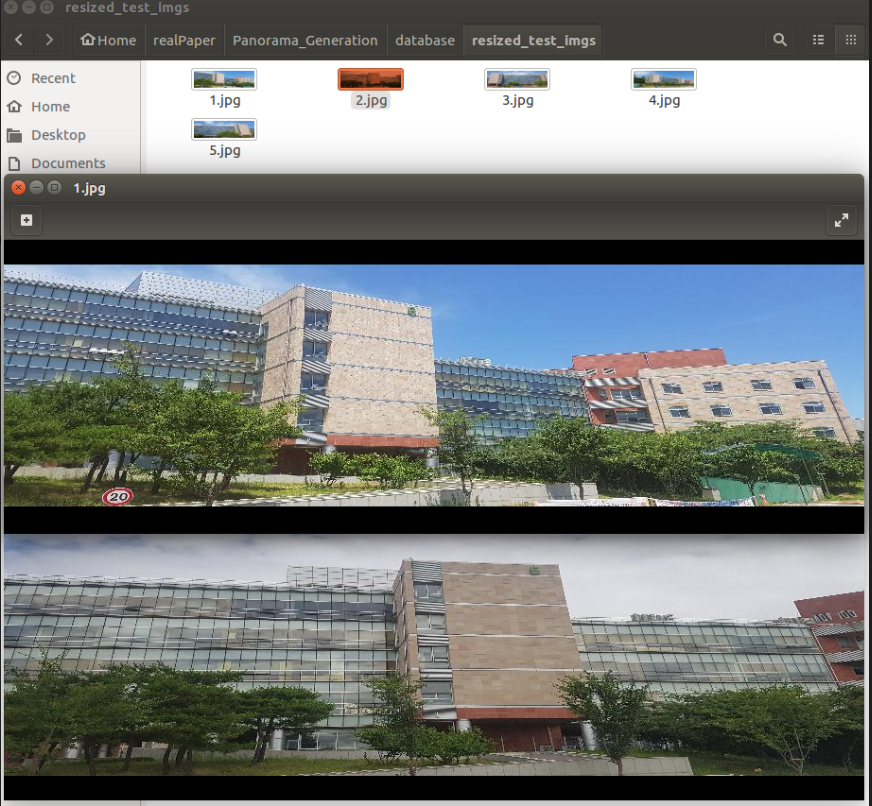 resized_test_imgs
Home realPaper Panorama_Generation database resized_test_imgs
Recent
Home
Desktop
Documents
1.jpg 2.jpg 3.jpg 4.jpg
5.jpg
1.jpg
20